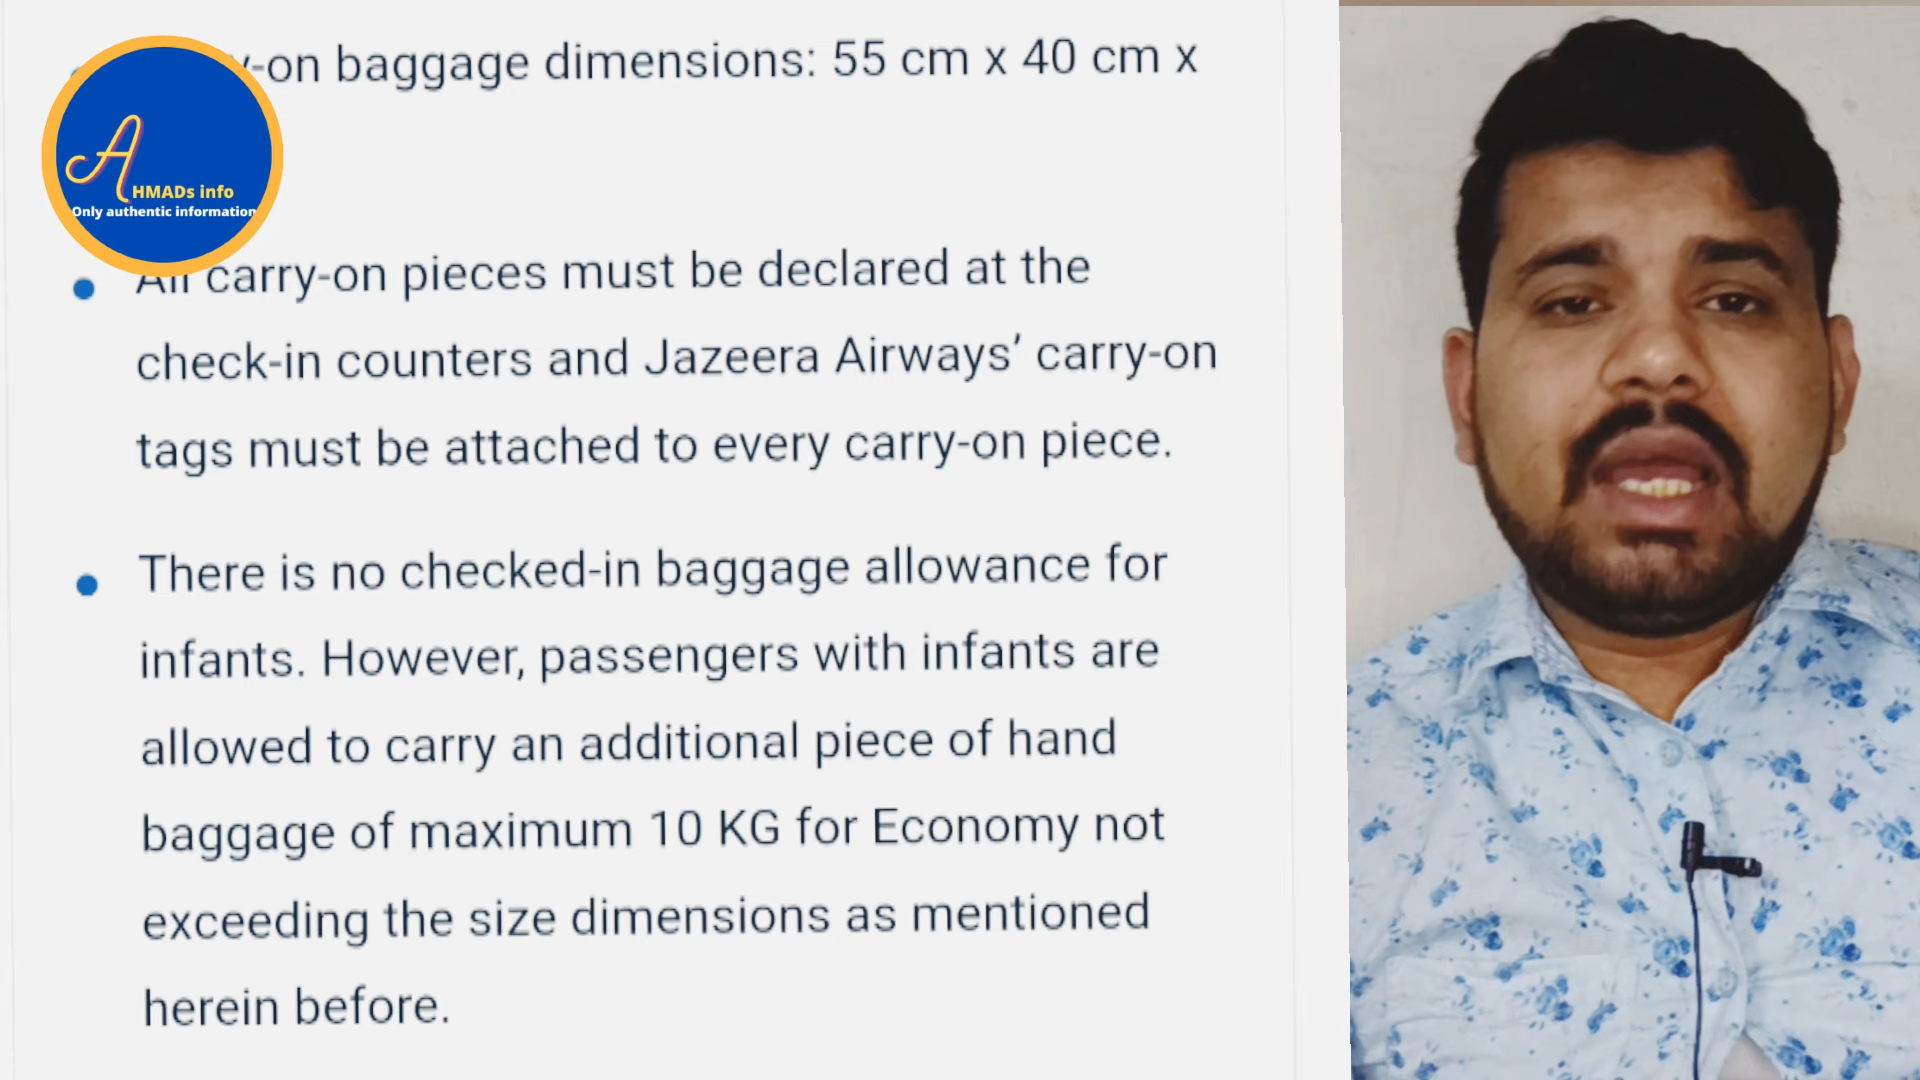 -on baggage dimensions: 55 cm x 40 cm x
A
HMADs info
Only authentic information
All carry-on pieces must be declared at the
check-in counters and Jazeera Airways’ carry-on
tags must be attached to every carry-on piece.
There is no checked-in baggage allowance for
infants. However, passengers with infants are
allowed to carry an additional piece of hand
baggage of maximum 10 KG for Economy not
exceeding the size dimensions as mentioned
herein before.